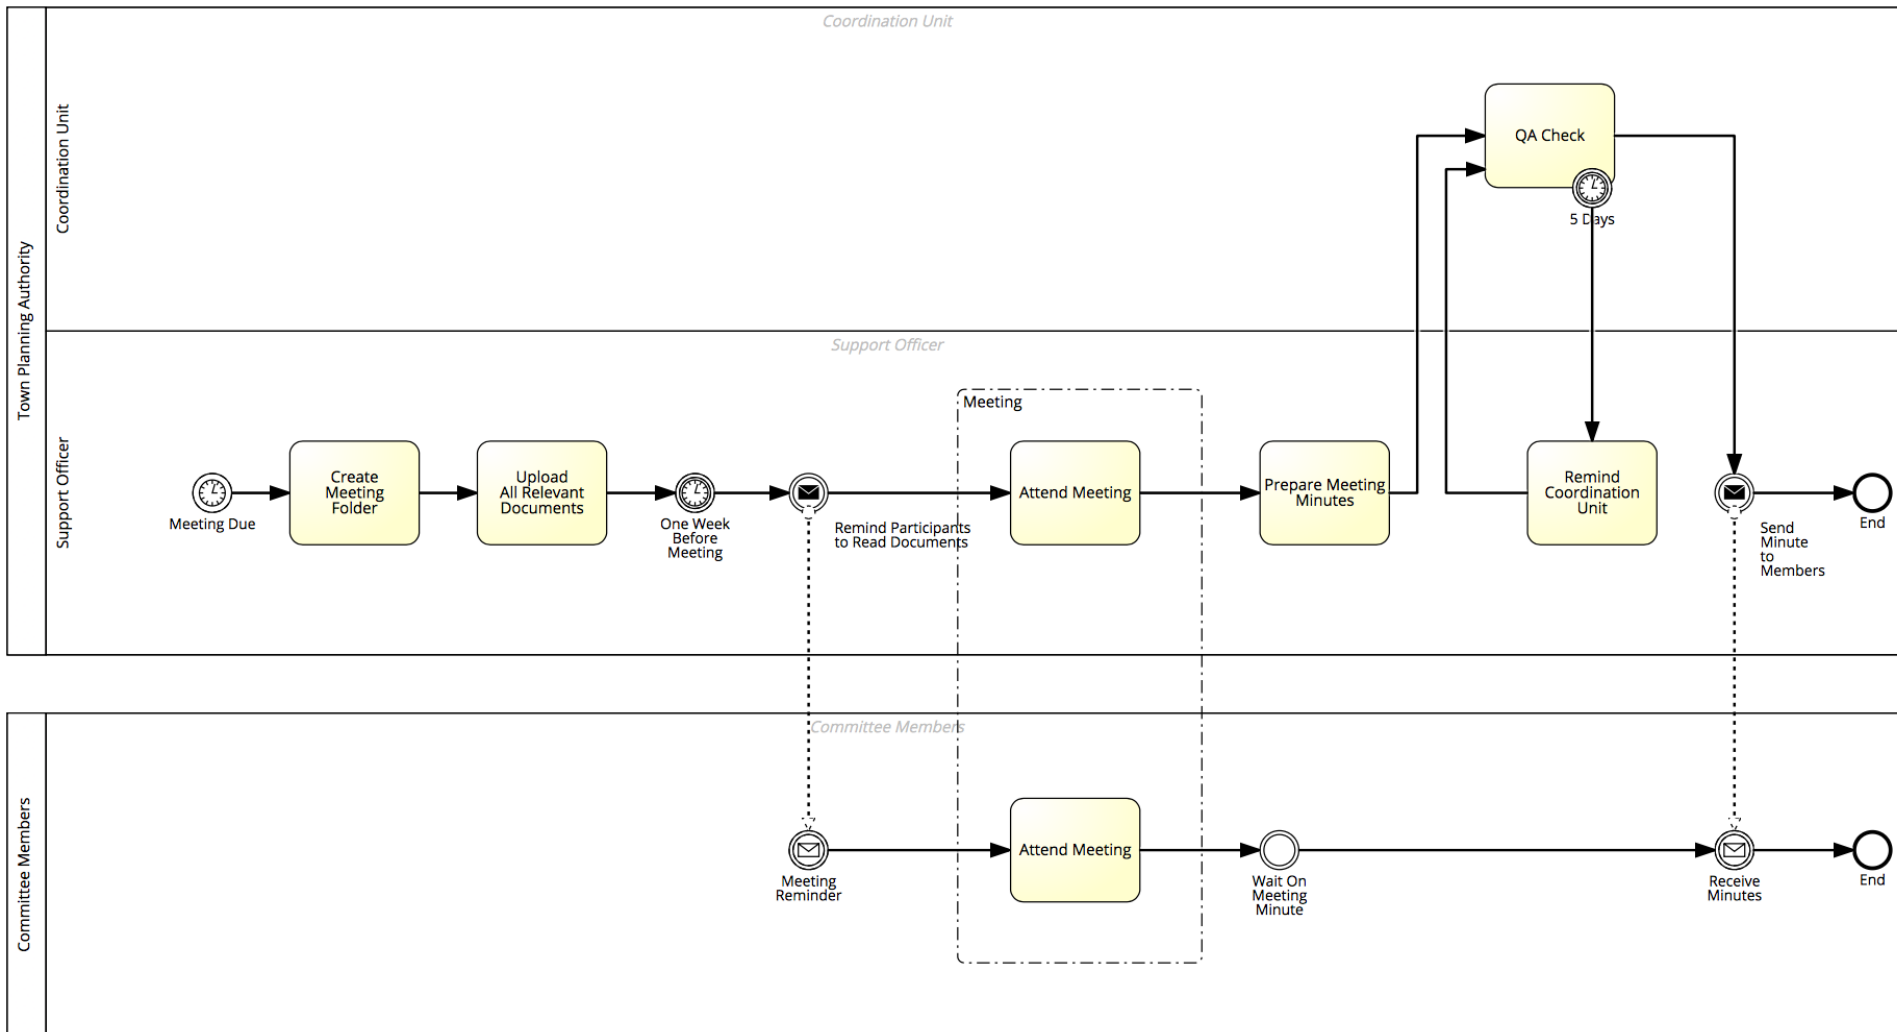 Coordination Unit
Coordination Unit
QA Check
5 Days
Town Planning Authority
Support Officer
Support Officer
Meeting
Meeting Due
Create
Meeting
Folder
Upload
All Relevant
Documents
One Week
Before
Meeting
Remind Participants
to Read Documents
Attend Meeting
Prepare Meeting
Minutes
Remind
Coordination
Unit
Send
Minute
to
Members
End
Committee Members
Committee Members
Meeting
Reminder
Attend Meeting
Wait On
Meeting
Minute
Receive
Minutes
End